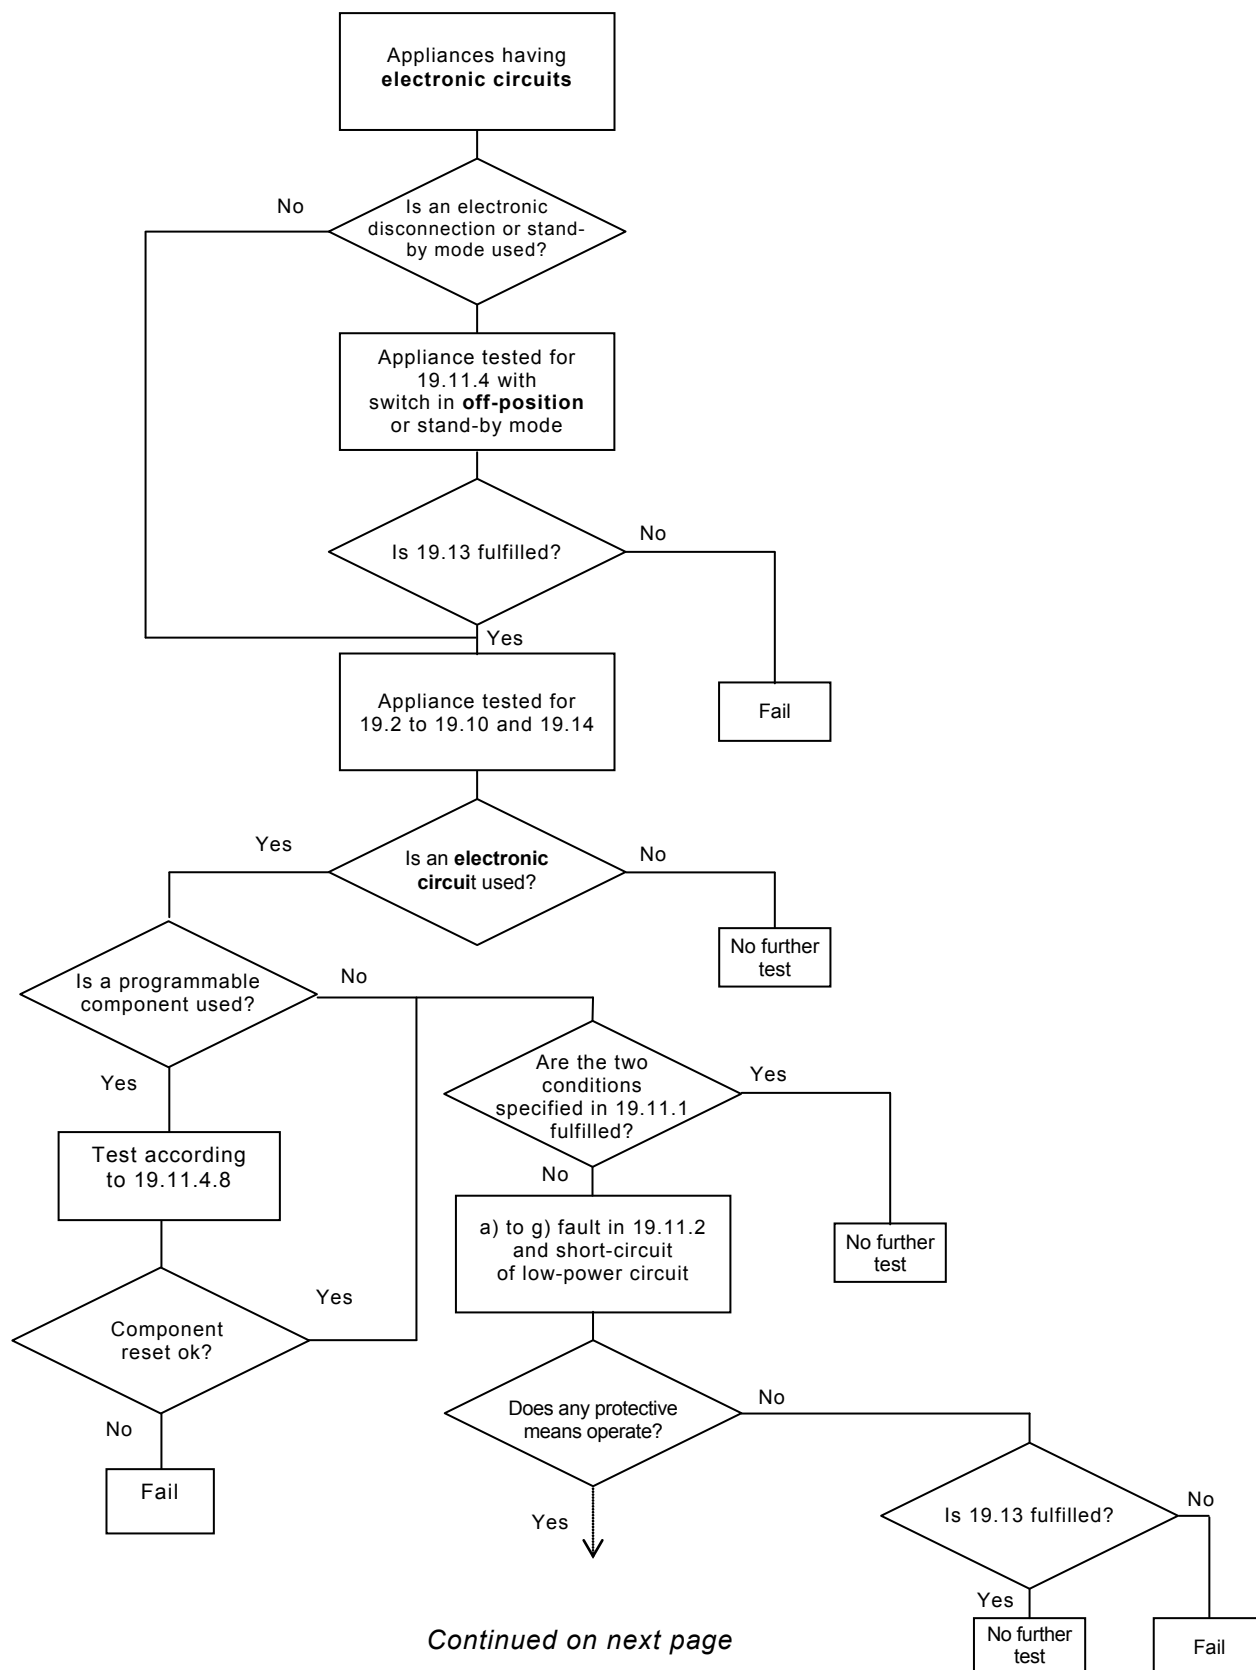 Appliances having
electronic circuits
No
Is an electronic
disconnection or stand-
by mode used?
Appliance tested for
19.11.4 with
switch in off-position
or stand-by mode
Is 19.13 fulfilled?
No
Yes
Fail
Appliance tested for
19.2 to 19.10 and 19.14
Yes
Is an electronic
circuit used?
No
No further
test
Is a programmable
component used?
No
Yes
Are the two
conditions
specified in 19.11.1
fulfilled?
Yes
No
Test according
to 19.11.4.8
a) to g) fault in 19.11.2
and short-circuit
of low-power circuit
No further
test
Component
reset ok?
Yes
No
Fail
Does any protective
means operate?
No
Yes
Is 19.13 fulfilled?
No
Yes
No further
test
Fail
Continued on next page